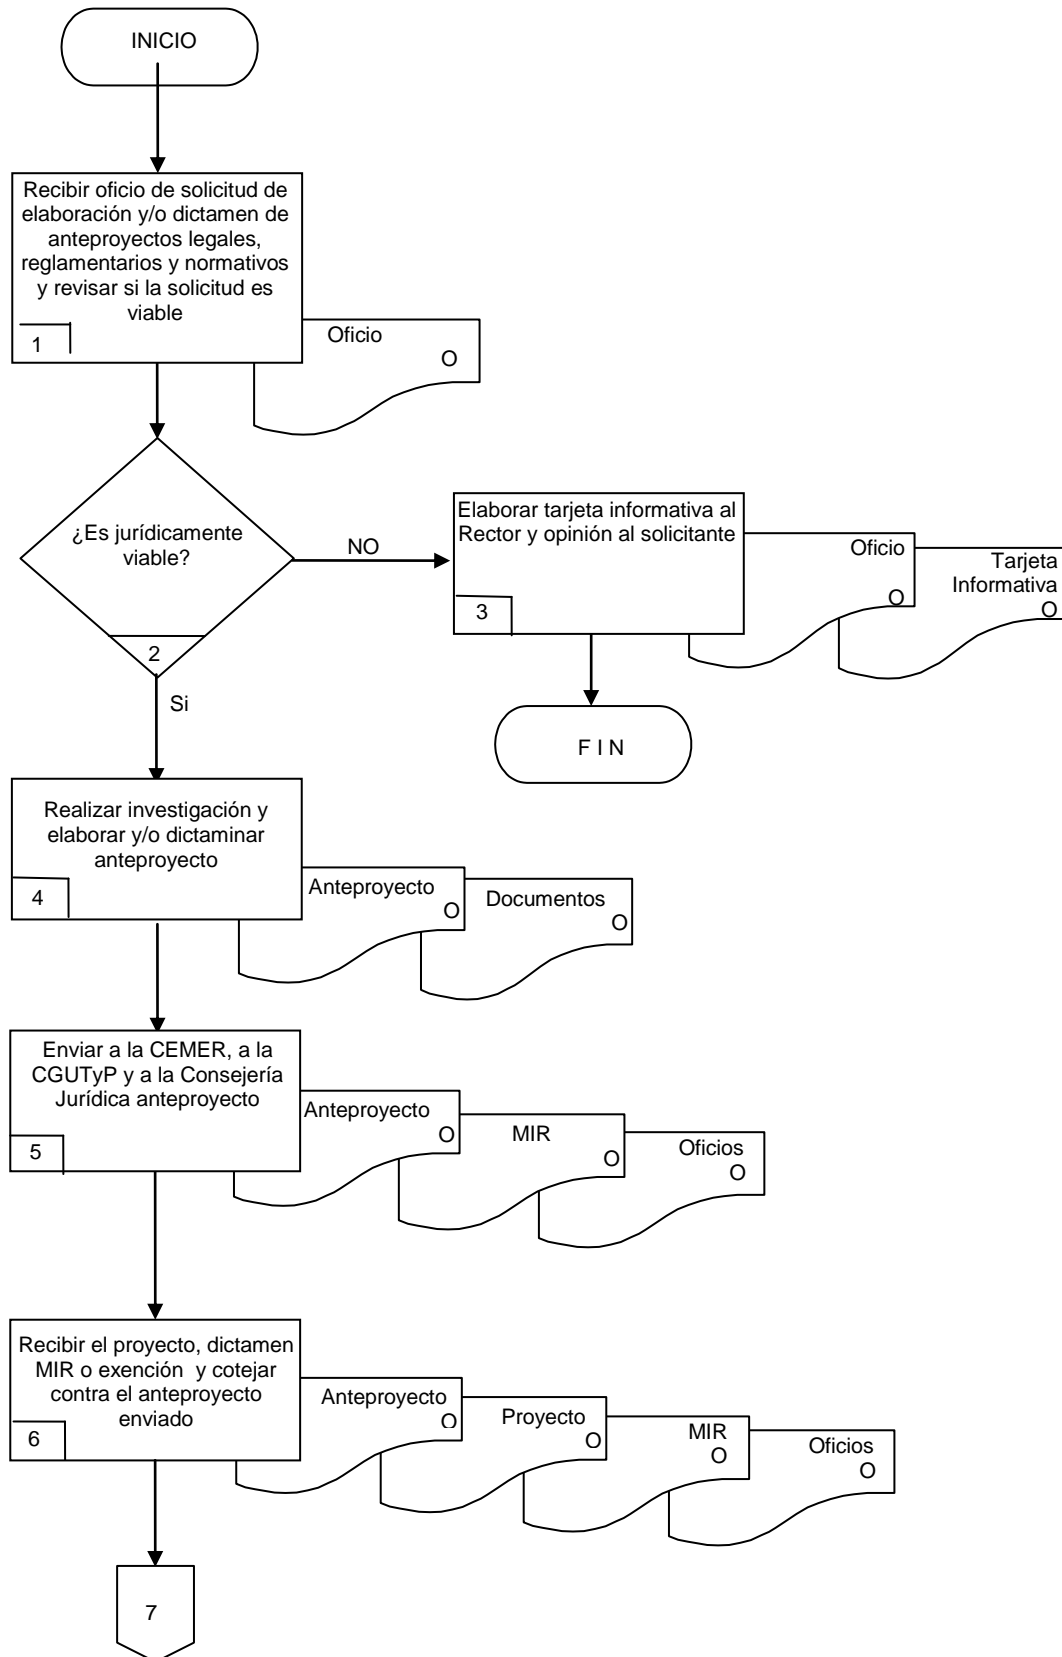 INICIO
Recibir oficio de solicitud de
elaboración y/o dictamen de
anteproyectos legales,
reglamentarios y normativos
y revisar si la solicitud es
viable
1
Oficio
O
¿Es jurídicamente
viable?
2
NO
Elaborar tarjeta informativa al
Rector y opinión al solicitante
3
Oficio
O
Tarjeta
Informativa
O
F I N
Si
Realizar investigación y
elaborar y/o dictaminar
anteproyecto
4
Anteproyecto
O
Documentos
O
Enviar a la CEMER, a la
CGUTyP y a la Consejería
Jurídica anteproyecto
5
Anteproyecto
O
MIR
O
Oficios
O
Recibir el proyecto, dictamen
MIR o exención y cotejar
contra el anteproyecto
enviado
6
Anteproyecto
O
Proyecto
O
MIR
O
Oficios
O
7